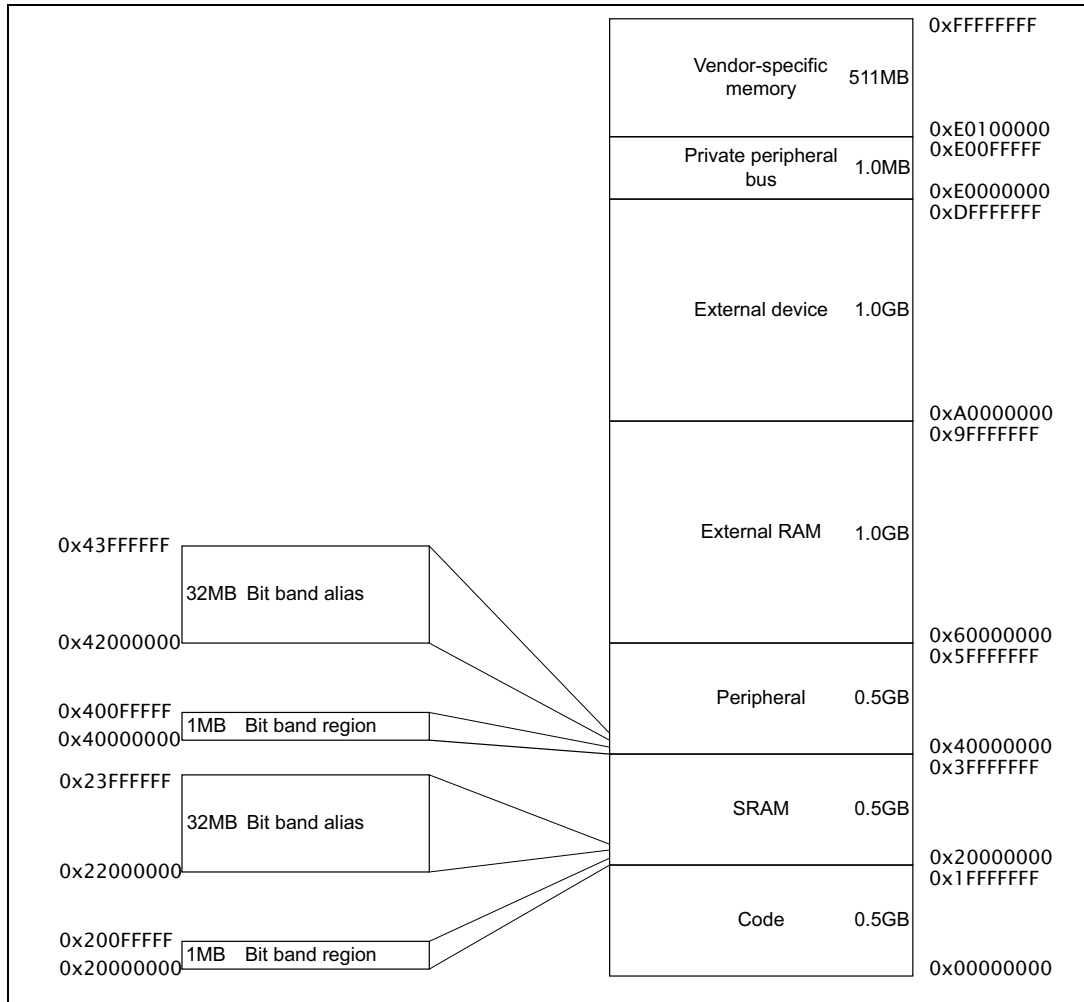 0xFFFFFFFF
Vendor-specific
memory
511MB
0xE0100000
0xE00FFFFF
Private peripheral
bus
1.0MB
0xE0000000
0xDFFFFFFF
External device
1.0GB
0xA0000000
0x9FFFFFFF
External RAM
1.0GB
0x60000000
0x5FFFFFFF
Peripheral
0.5GB
0x40000000
0x3FFFFFFF
SRAM
0.5GB
0x20000000
0x1FFFFFFF
Code
0.5GB
0x00000000
0x43FFFFFF
32MB Bit band alias
0x42000000
0x400FFFFF
1MB Bit band region
0x40000000
0x23FFFFFF
32MB Bit band alias
0x22000000
0x200FFFFF
1MB Bit band region
0x20000000